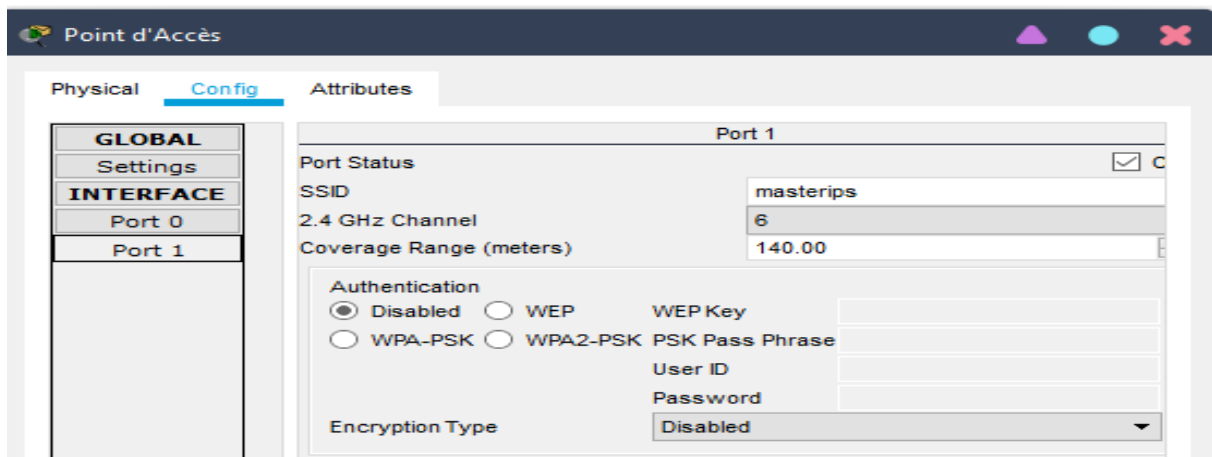 Point d'Accès
Physical Config Attributes
GLOBAL
Settings
INTERFACE
Port 0
Port 1
Port 1
Port Status
SSID masterips
2.4 GHz Channel 6
Coverage Range (meters) 140.00
Authentication
Disabled WEP WEP Key
WPA-PSK WPA2-PSK PSK Pass Phrase
User ID
Password
Encryption Type Disabled